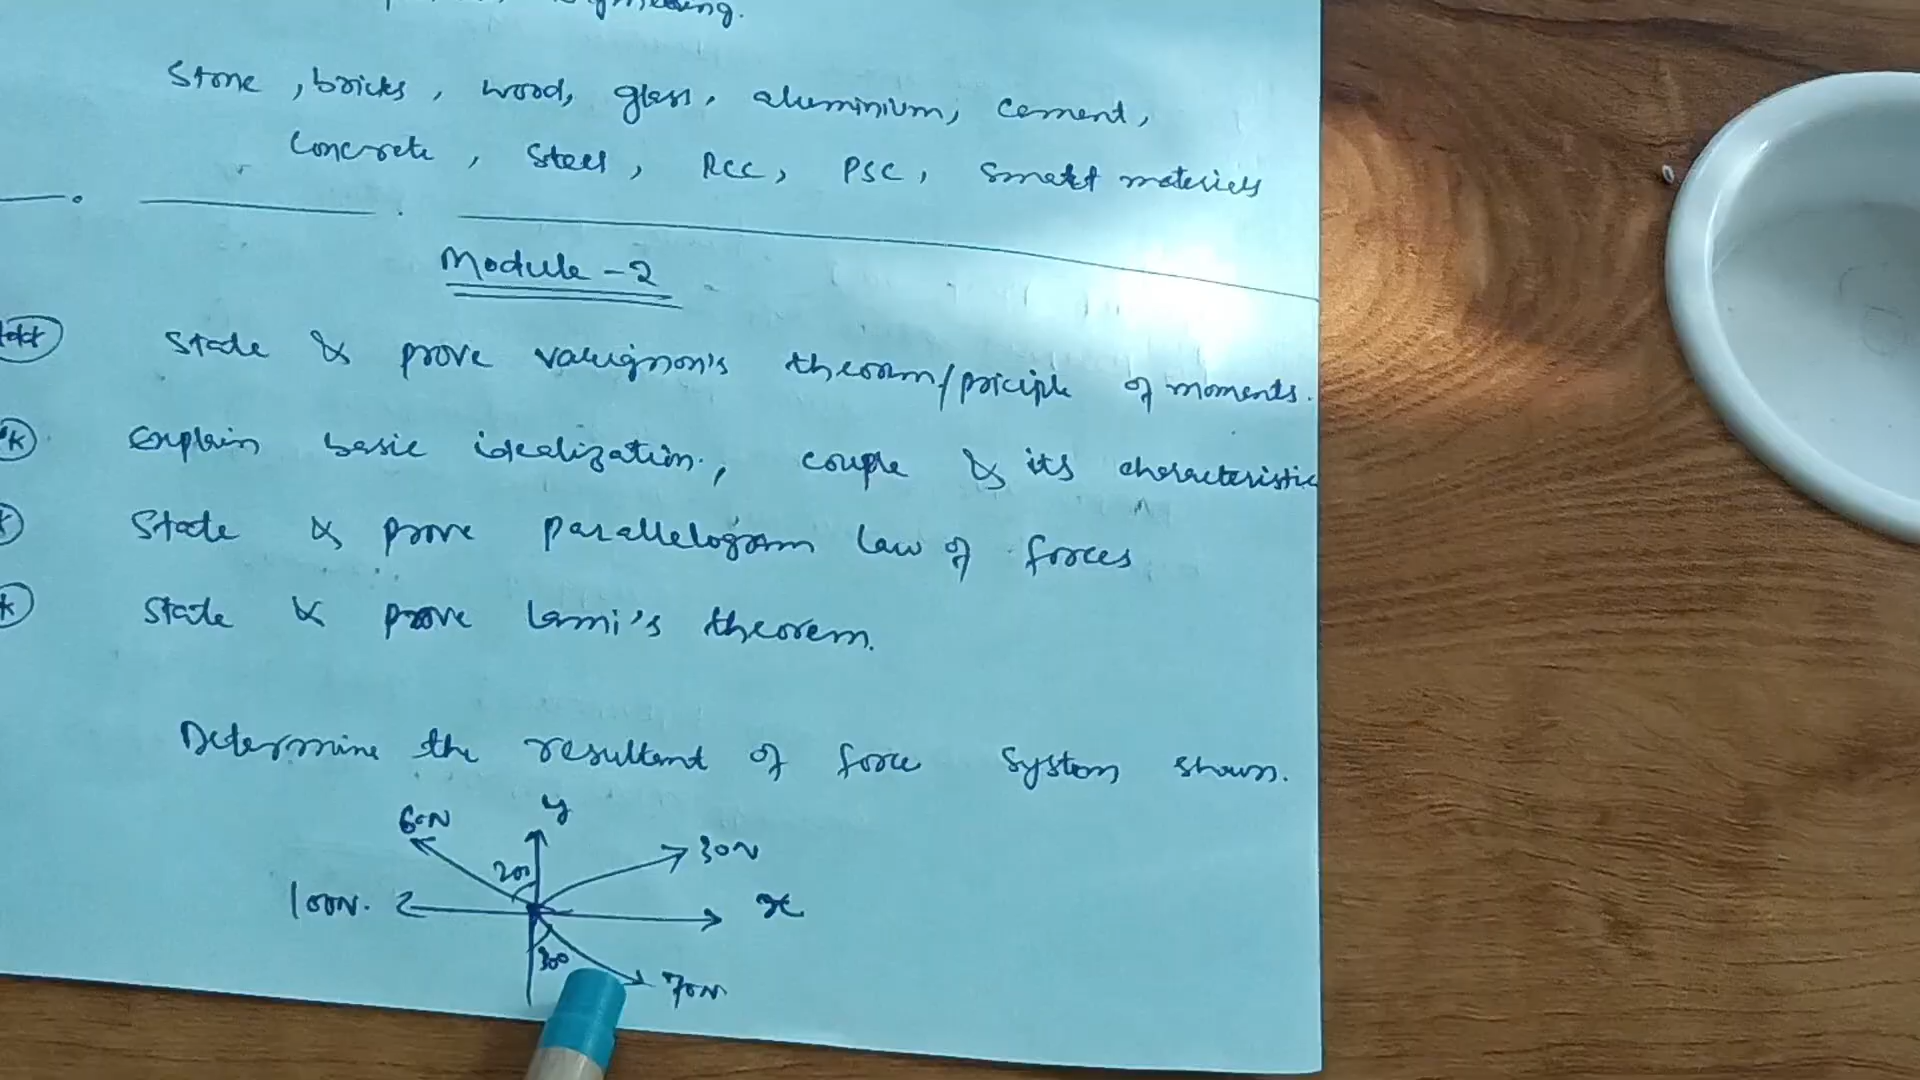 Stone, bricks, wood, glass, aluminium, cement,
Concrete, Steel, RCC, PSC, Smart materials
Module-2
State & prove varignon's theorm/priciple of moments.
Explain basic idealization, couple & its characteristic
State & prove parallelogram law of forces
State & prove Lami's theorem.
Determine the resultant of force system shown.
60N y
20° 30N
100N. x
30°
70N